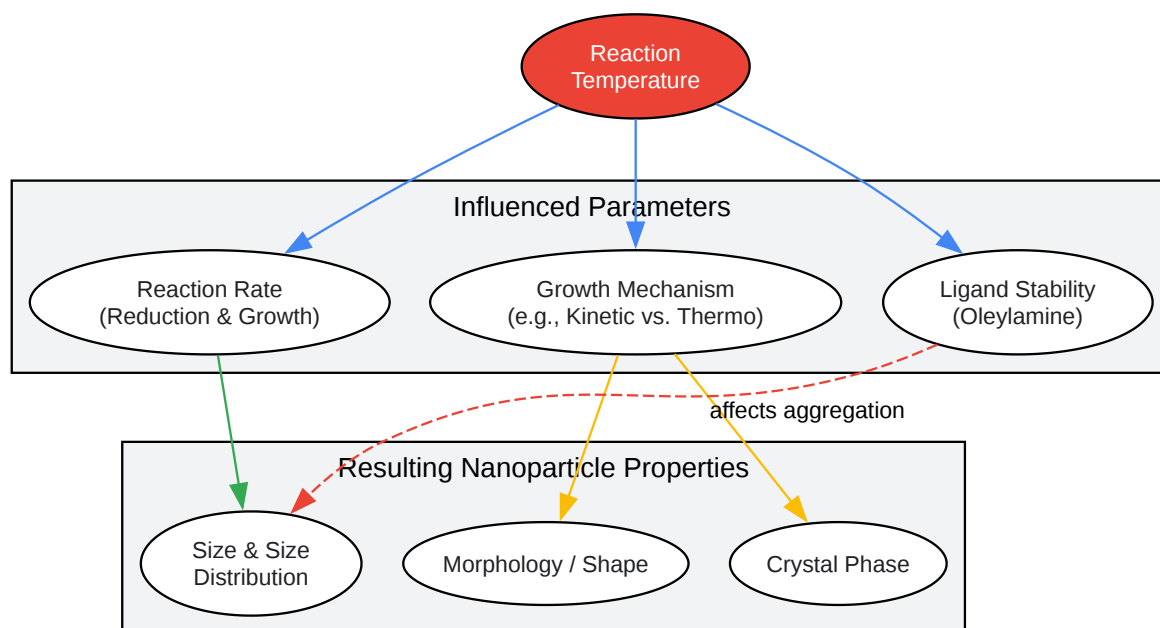 Reaction
Temperature
Influenced Parameters
Reaction Rate
(Reduction & Growth)
Growth Mechanism
(e.g., Kinetic vs. Thermo)
Ligand Stability
(Oleylamine)
affects aggregation
Resulting Nanoparticle Properties
Size & Size
Distribution
Morphology / Shape
Crystal Phase